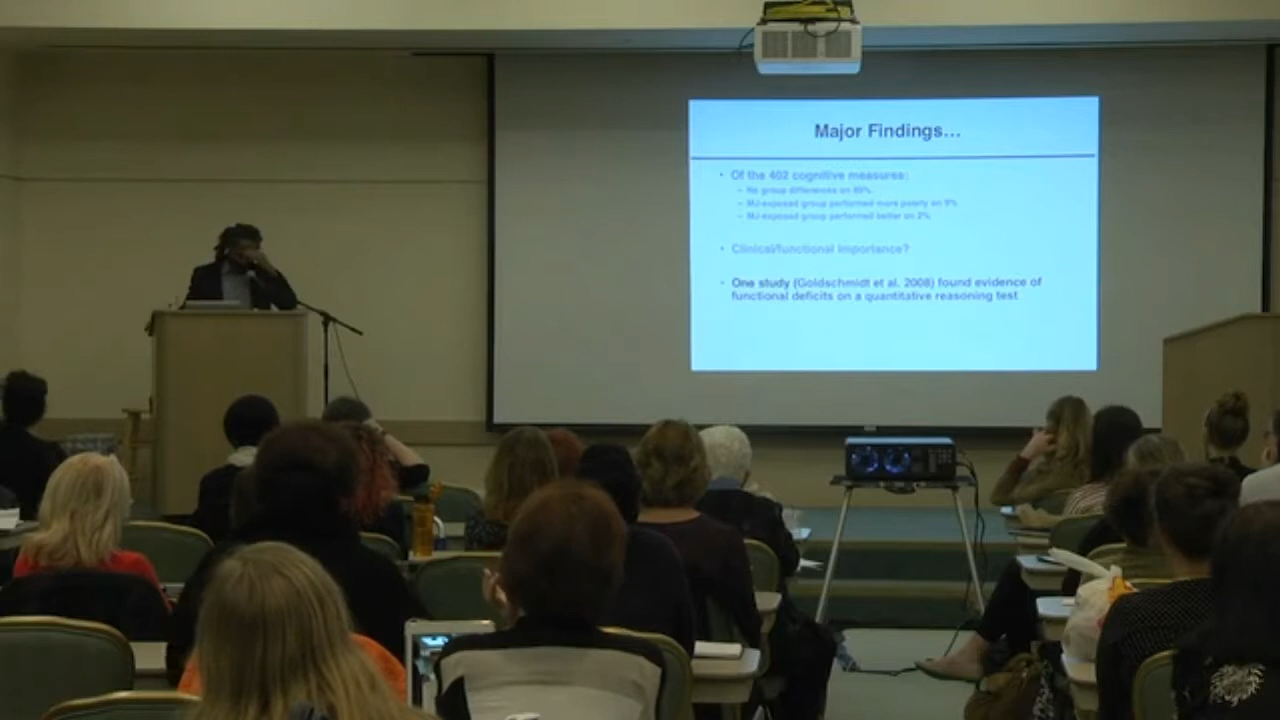 Major Findings…
• Of the 402 cognitive measures:
– No group differences on 89%
– MJ-exposed group performed more poorly on 9%
– MJ-exposed group performed better on 2%
• Clinical/functional importance?
• One study (Goldschmidt et al. 2008) found evidence of
functional deficits on a quantitative reasoning test